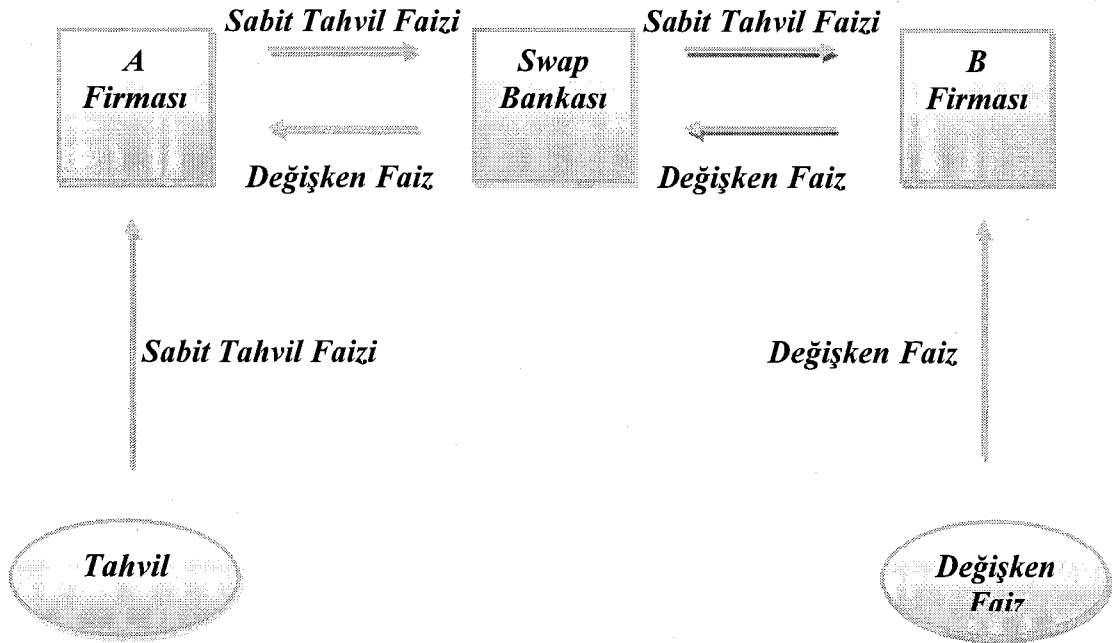 Sabit Tahvil Faizi
Sabit Tahvil Faizi
A
Firması
Swap
Bankası
B
Firması
Değişken Faiz
Değişken Faiz
Sabit Tahvil Faizi
Değişken Faiz
Tahvil
Değişken
Faiz